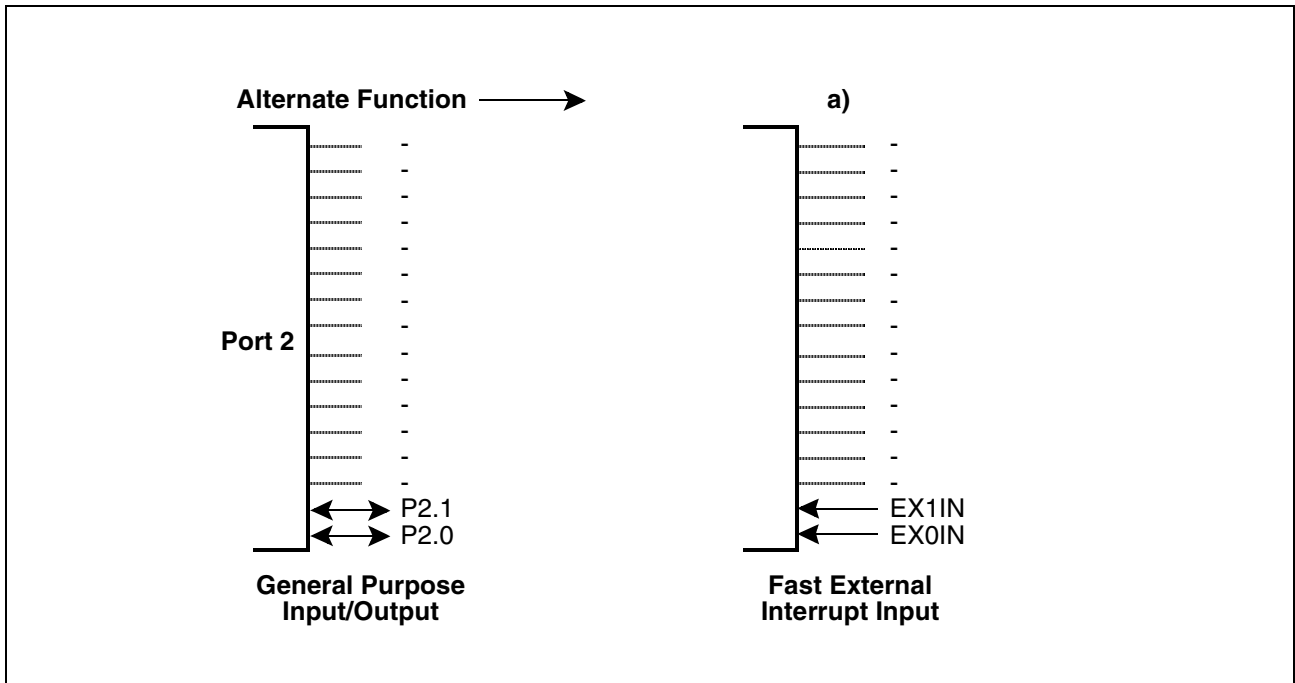 Alternate Function
a)
-
-
-
-
-
-
-
-
-
-
-
-
-
-
Port 2
P2.1
P2.0
General Purpose
Input/Output
-
-
-
-
-
-
-
-
-
-
-
-
-
-
EX1IN
EX0IN
Fast External
Interrupt Input